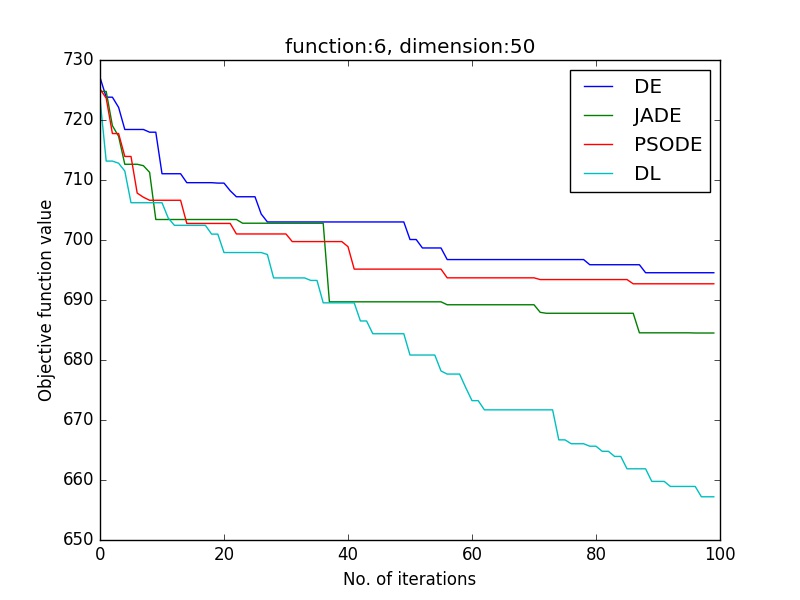 function:6, dimension:50
730
720
710
700
690
680
670
660
650
Objective function value
DE
JADE
PSODE
DL
0
20
40
60
80
100
No. of iterations